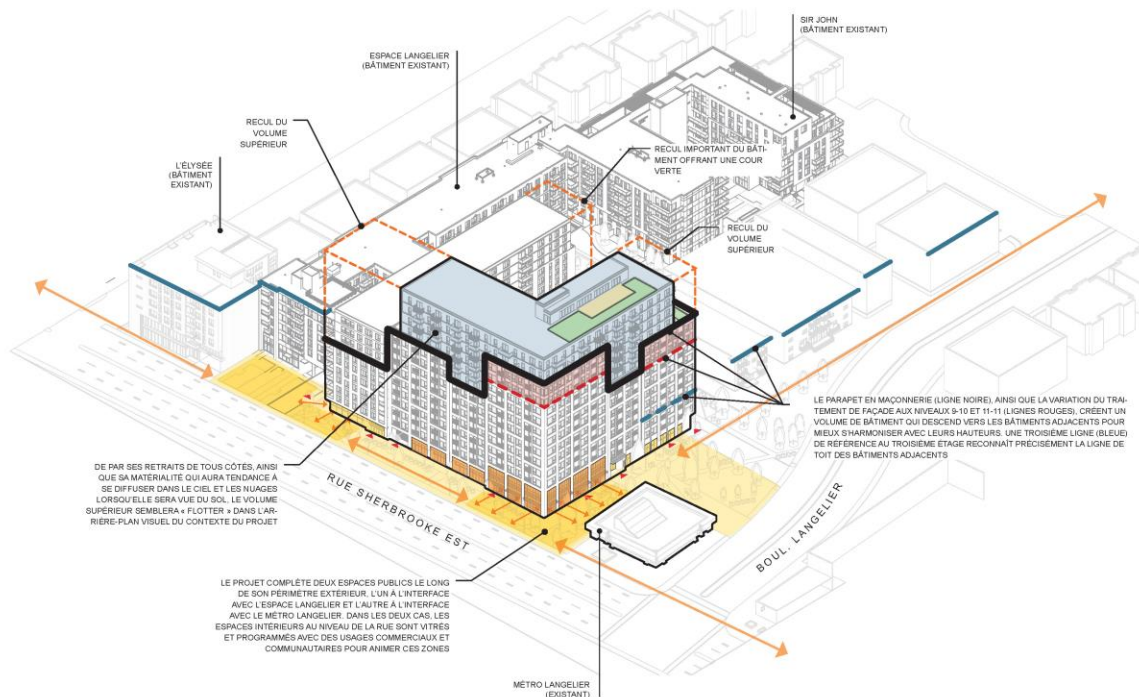 SIR JOHN
(BÂTIMENT EXISTANT)
ESPACE LANGELIER
(BÂTIMENT EXISTANT)
RECUL DU
VOLUME
SUPÉRIEUR
RECUL IMPORTANT DU BÂTI-
MENT OFFRANT UNE COUR
VERTE
L'ÉLYSÉE
(BÂTIMENT
EXISTANT)
RECUL DU
VOLUME
SUPÉRIEUR
LE PARAPET EN MAÇONNERIE (LIGNE NOIRE), AINSI QUE LA VARIATION DU TRAI-
TEMENT DE FAÇADE AUX NIVEAUX 9-10 ET 11-11 (LIGNES ROUGES), CRÉENT UN
VOLUME DE BÂTIMENT QUI DESCEND VERS LES BÂTIMENTS ADJACENTS POUR
MIEUX S'HARMONISER AVEC LEURS HAUTEURS. UNE TROISIÈME LIGNE (BLEUE)
DE RÉFÉRENCE AU TROISIÈME ÉTAGE RECONNAÎT PRÉCISÉMENT LA LIGNE DE
TOIT DES BÂTIMENTS ADJACENTS
DE PAR SES RETRAITS DE TOUS CÔTÉS, AINSI
QUE SA MATÉRIALITÉ QUI AURA TENDANCE À
SE DIFFUSER DANS LE CIEL ET LES NUAGES
LORSQU'ELLE SERA VUE DU SOL, LE VOLUME
SUPÉRIEUR SEMBLERA « FLOTTER » DANS L'AR-
RIÈRE-PLAN VISUEL DU CONTEXTE DU PROJET
RUE SHERBROOKE EST
BOUL. LANGELIER
LE PROJET COMPLÈTE DEUX ESPACES PUBLICS LE LONG
DE SON PÉRIMÈTRE EXTÉRIEUR, L'UN À L'INTERFACE
AVEC L'ESPACE LANGELIER ET L'AUTRE À L'INTERFACE
AVEC LE MÉTRO LANGELIER. DANS LES DEUX CAS, LES
ESPACES INTÉRIEURS AU NIVEAU DE LA RUE SONT VITRÉS
ET PROGRAMMÉS AVEC DES USAGES COMMERCIAUX ET
COMMUNAUTAIRES POUR ANIMER CES ZONES
MÉTRO LANGELIER
(EXISTANT)